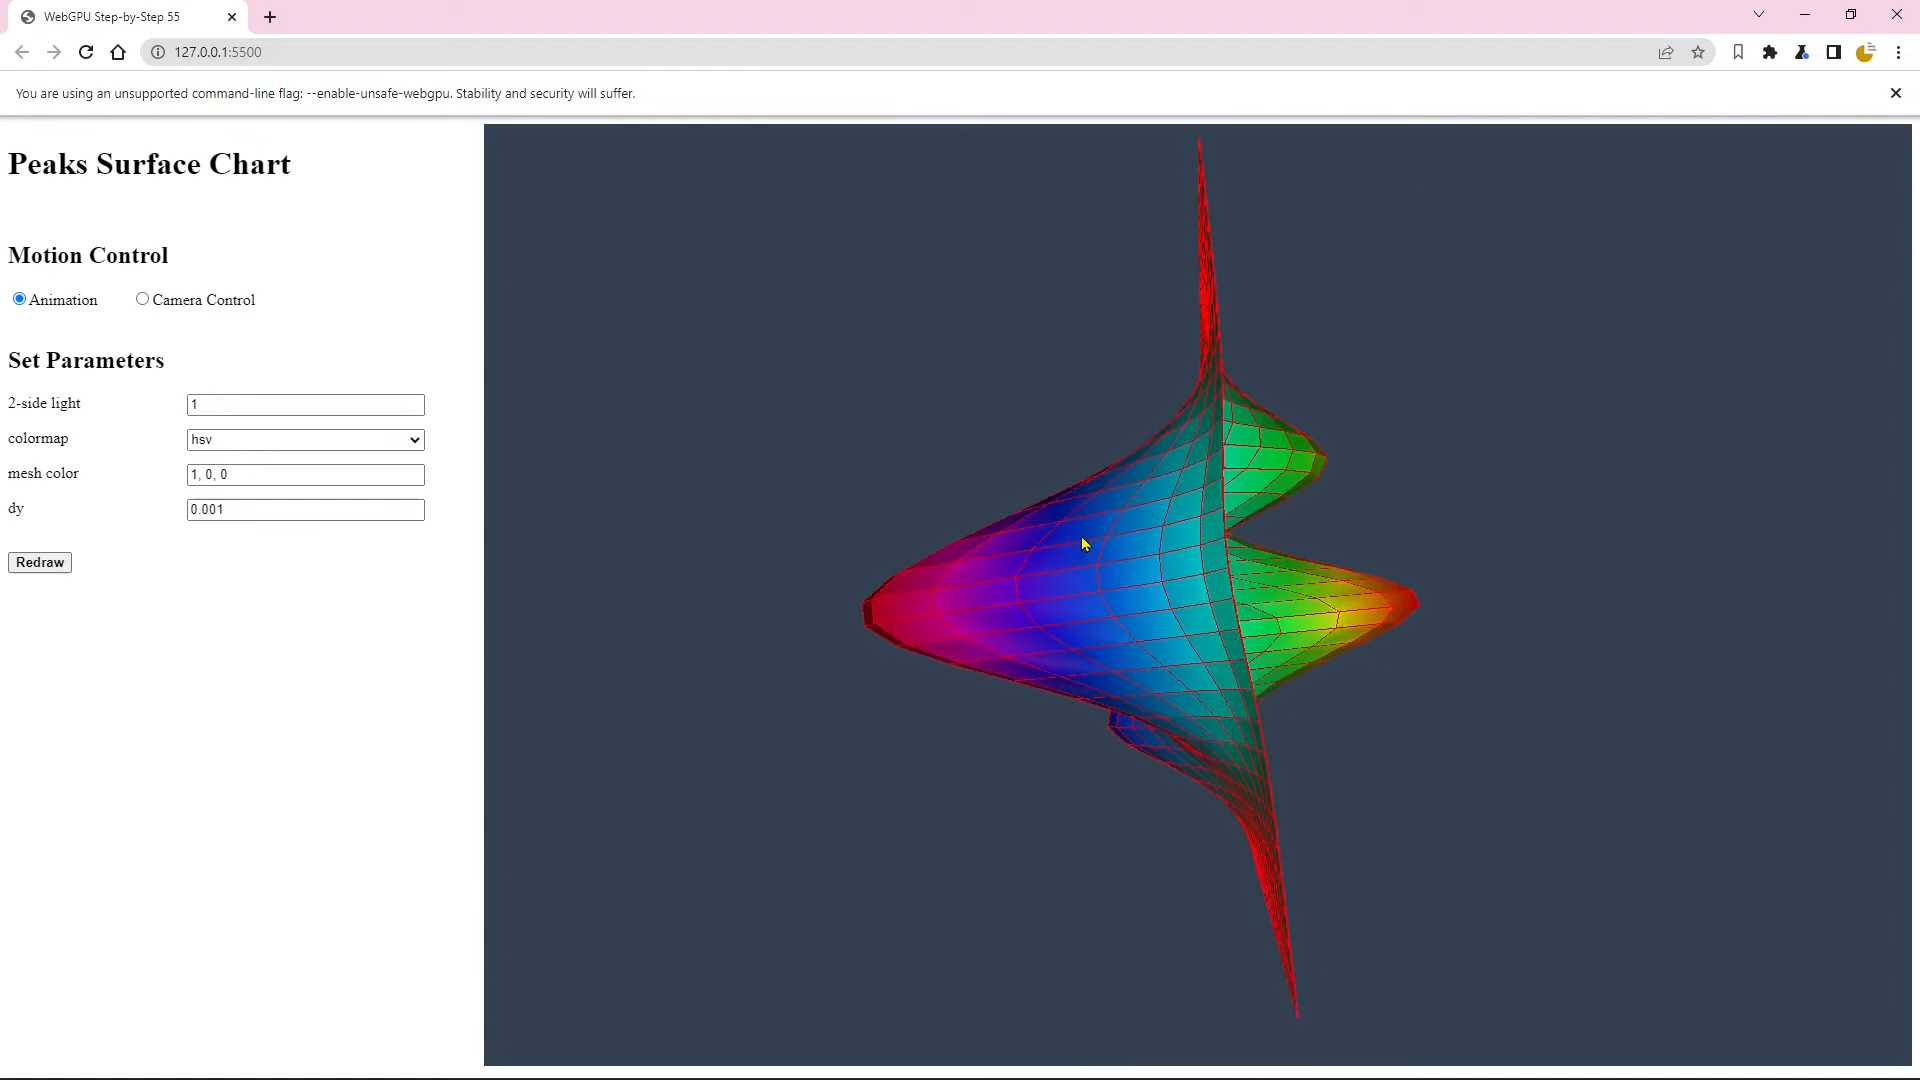 WebGPU Step-by-Step 55
127.0.0.1:5500
You are using an unsupported command-line flag: --enable-unsafe-webgpu. Stability and security will suffer.
Peaks Surface Chart
Motion Control
Animation Camera Control
Set Parameters
2-side light 1
colormap hsv
mesh color 1, 0, 0
dy 0.001
Redraw